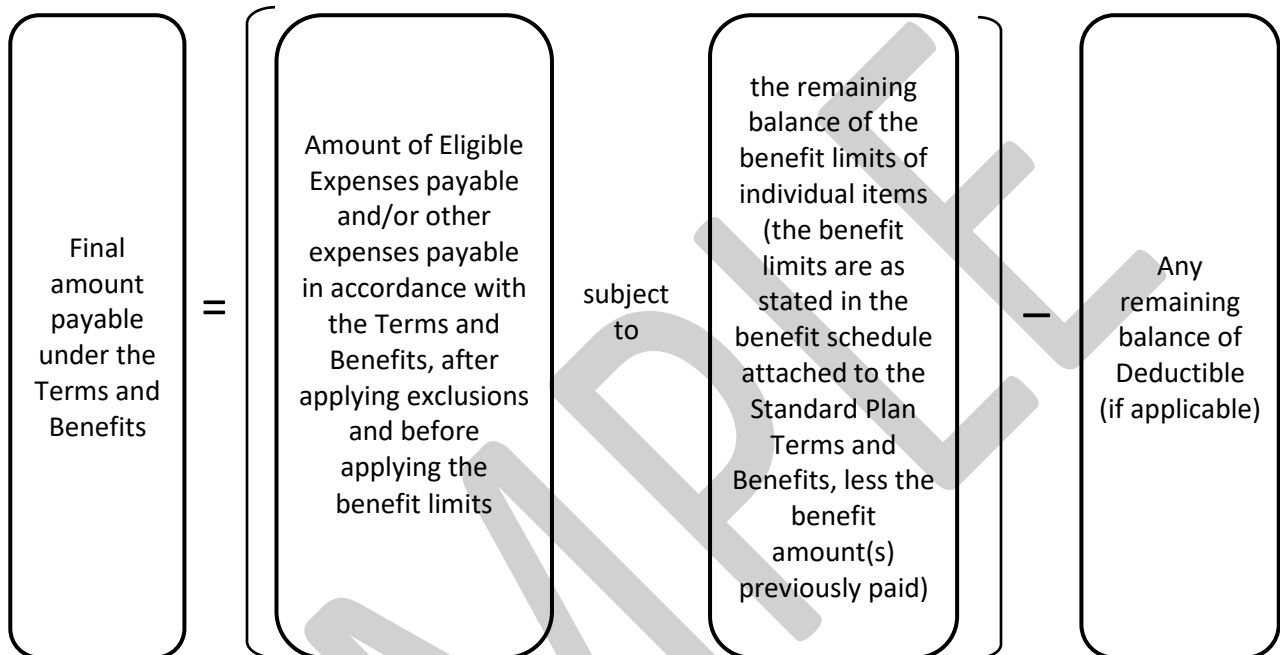 Final
amount
payable
under the
Terms and
Benefits
=
Amount of Eligible
Expenses payable
and/or other
expenses payable
in accordance with
the Terms and
Benefits, after
applying exclusions
and before
applying the
benefit limits
subject
to
the remaining
balance of the
benefit limits of
individual items
(the benefit
limits are as
stated in the
benefit schedule
attached to the
Standard Plan
Terms and
Benefits, less the
benefit
amount(s)
previously paid)
–
Any
remaining
balance of
Deductible
(if applicable)
MPLE